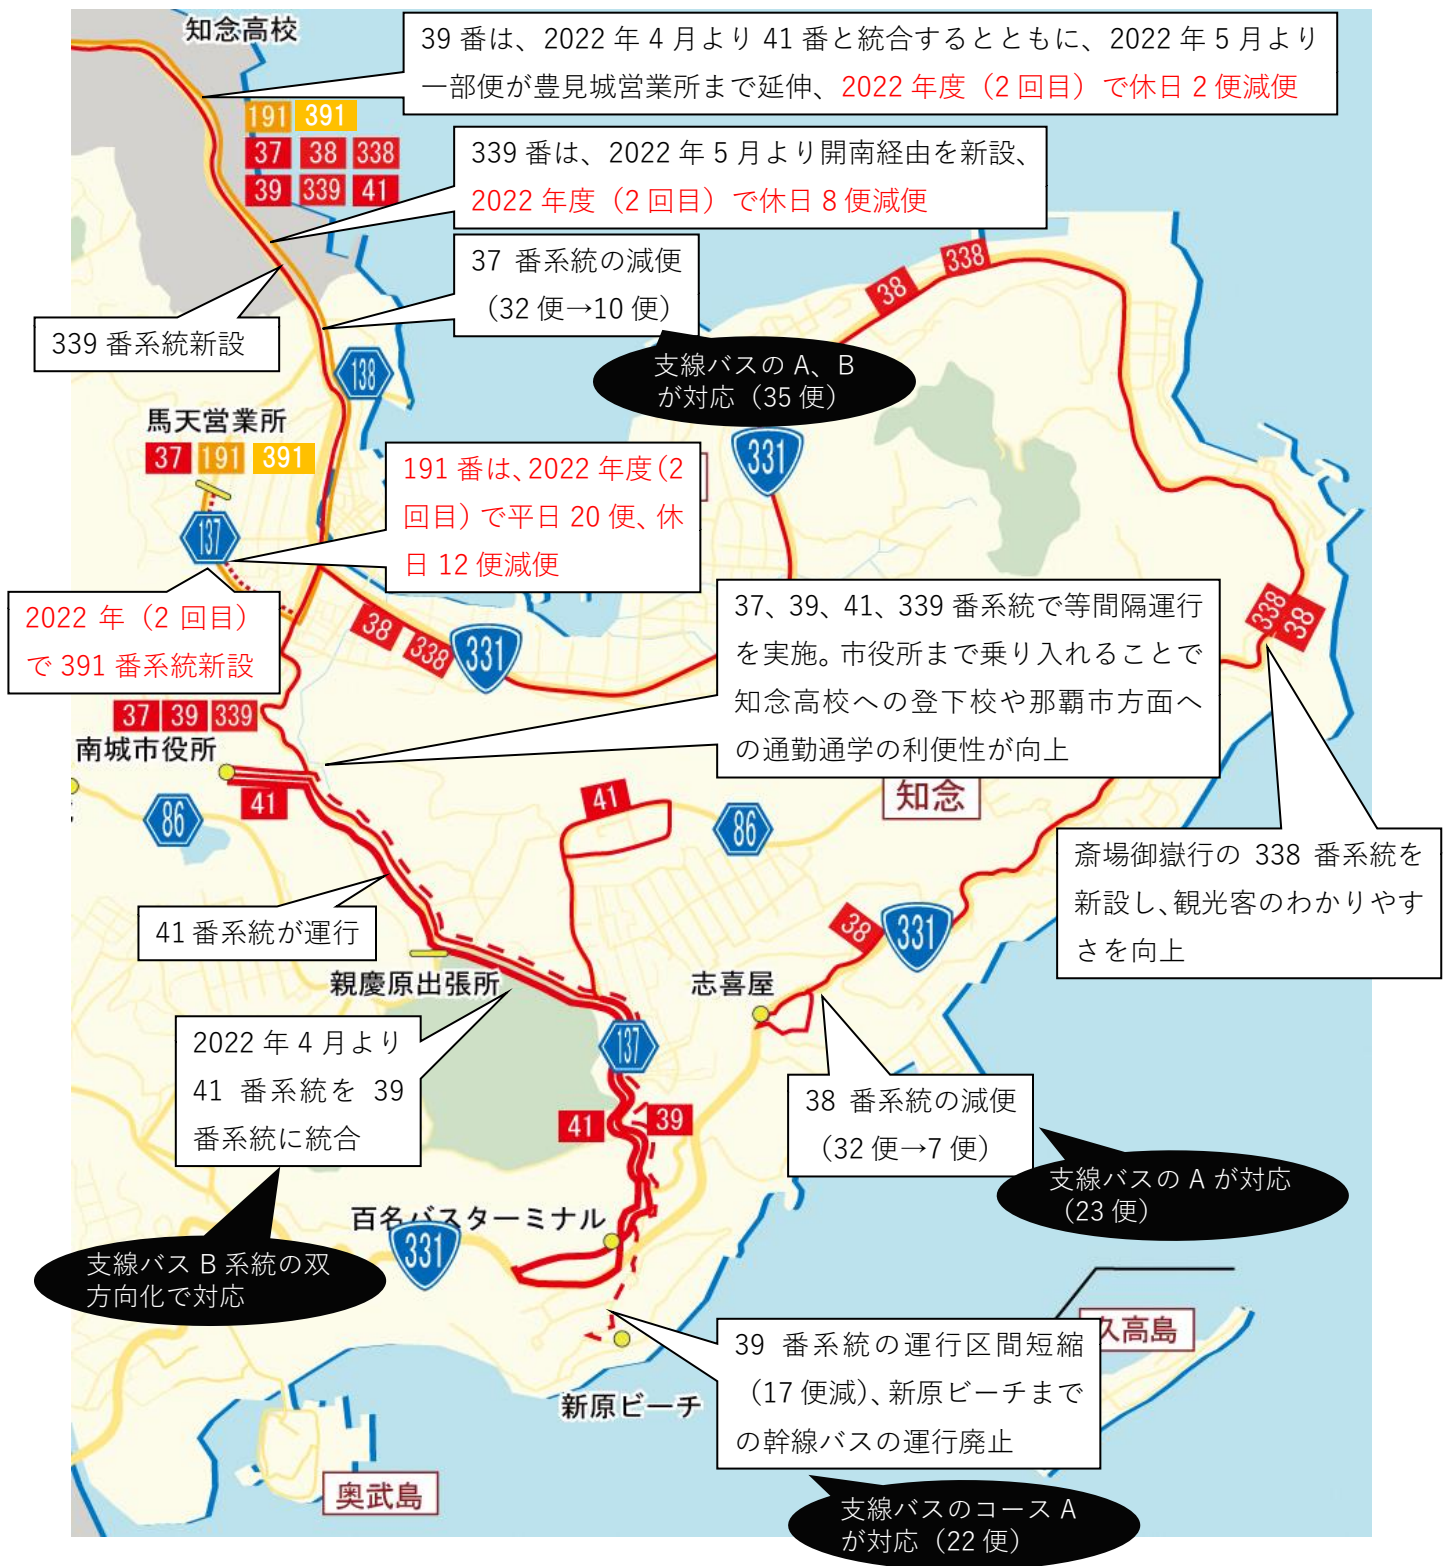 知念高校
39 番は、2022 年 4 月より 41 番と統合するとともに、2022 年 5 月より
一部便が豊見城営業所まで延伸、2022 年度（2 回目）で休日 2 便減便
191 391
37 38 338
39 339 41
339 番は、2022 年 5 月より開南経由を新設、
2022 年度（2 回目）で休日 8 便減便
37 番系統の減便
（32 便→10 便）
38 338
339 番系統新設
支線バスの A、B
が対応（35 便）
138
馬天営業所
37 191 391
331
191 番は、2022 年度（2
回目）で平日 20 便、休
日 12 便減便
137
2022 年（2 回目）
で 391 番系統新設
38 338 331
37、39、41、339 番系統で等間隔運行
を実施。市役所まで乗り入れることで
知念高校への登下校や那覇市方面へ
の通勤通学の利便性が向上
338
38
37 39 339
南城市役所
41
86
41
86
知念
斎場御嶽行の 338 番系統を
新設し、観光客のわかりやす
さを向上
41 番系統が運行
38 331
親慶原出張所
志喜屋
2022 年 4 月より
41 番系統を 39
番系統に統合
137
41 39
38 番系統の減便
（32 便→7 便）
支線バスの A が対応
（23 便）
百名バスターミナル
331
支線バス B 系統の双
方向化で対応
39 番系統の運行区間短縮
（17 便減）、新原ビーチまで
の幹線バスの運行廃止
久高島
新原ビーチ
奥武島
支線バスのコース A
が対応（22 便）